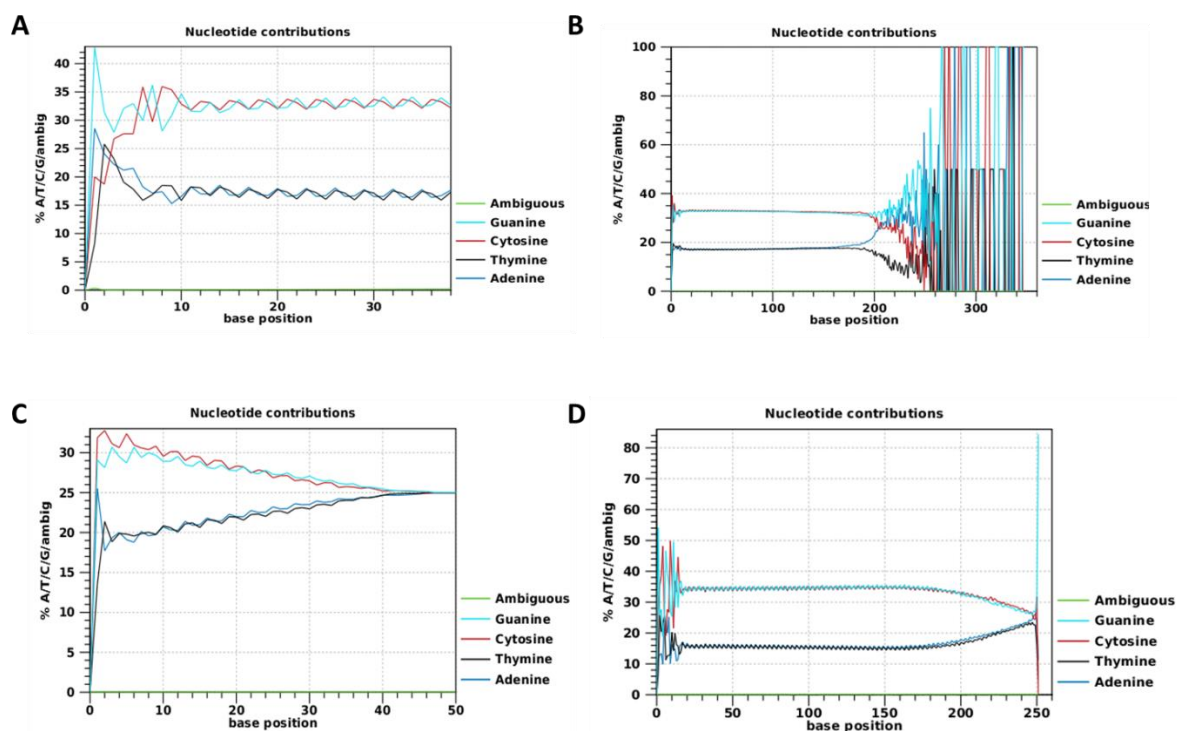 A
Nucleotide contributions
% A/T/C/G/ambig
40
35
30
25
20
15
10
5
0
0 10 20 30
base position
Ambiguous
Guanine
Cytosine
Thymine
Adenine
B
Nucleotide contributions
% A/T/C/G/ambig
100
80
60
40
20
0
0 100 200 300
base position
Ambiguous
Guanine
Cytosine
Thymine
Adenine
C
Nucleotide contributions
% A/T/C/G/ambig
30
25
20
15
10
5
0
0 10 20 30 40 50
base position
Ambiguous
Guanine
Cytosine
Thymine
Adenine
D
Nucleotide contributions
% A/T/C/G/ambig
80
70
60
50
40
30
20
10
0
0 50 100 150 200 250
base position
Ambiguous
Guanine
Cytosine
Thymine
Adenine